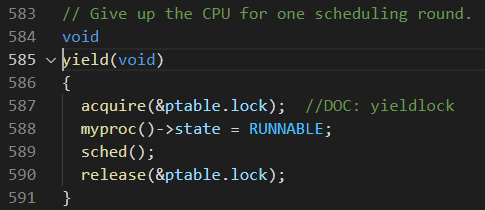 583 // Give up the CPU for one scheduling round.
584 void
585 yield(void)
586 {
587 acquire(&ptable.lock); //DOC: yieldlock
588 myproc()->state = RUNNABLE;
589 sched();
590 release(&ptable.lock);
591 }